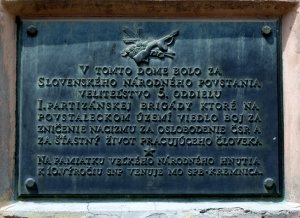 V TOMTO DOME BOLO ZA
SLOVENSKÉHO NÁRODNÉHO POVSTANIA
VELITEĽSTVO 3. ODDIELU
I. PARTIZÁNSKEJ BRIGÁDY KTORÉ NA
POVSTALECKOM ÚZEMÍ VIEDLO BOJ ZA
ZNIČENIE NACIZMU ZA OSLOBODENIE ČSR A
ZA ŠŤASTNÝ ŽIVOT PRACUJÚCEHO ČLOVEKA
NA PAMIATKU VEĽKÉHO NÁRODNÉHO HNUTIA
K 10. VÝROČIU SNP VENUJE MO SPB - KREMNICA.